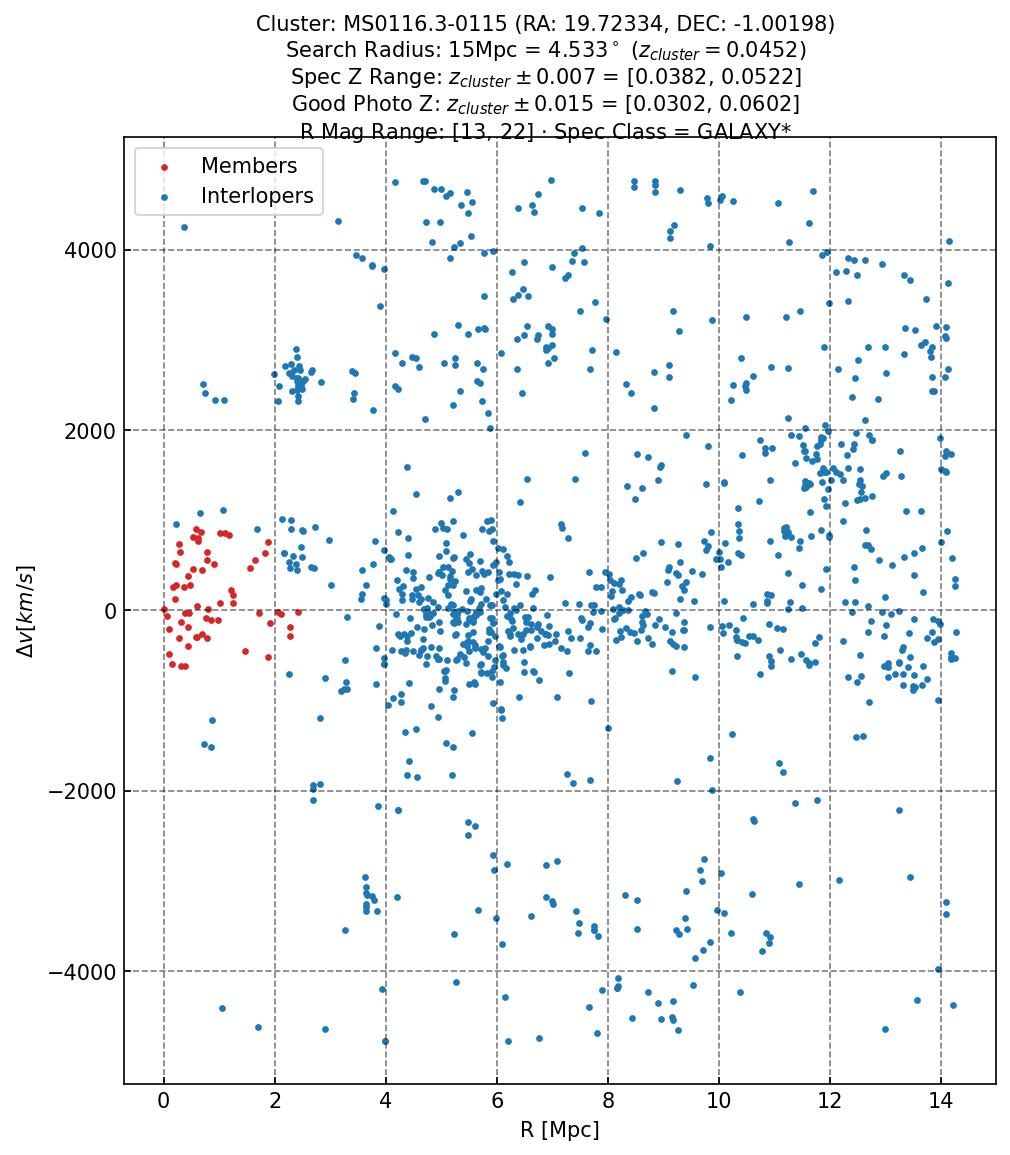 Cluster: MS0116.3-0115 (RA: 19.72334, DEC: -1.00198)
Search Radius: 15Mpc = 4.533° (z_cluster = 0.0452)
Spec Z Range: z_cluster ± 0.007 = [0.0382, 0.0522]
Good Photo Z: z_cluster ± 0.015 = [0.0302, 0.0602]
R Mag Range: [13, 22] · Spec Class = GALAXY*
Members
Interlopers
4000
2000
0
−2000
−4000
Δv[km/s]
0 2 4 6 8 10 12 14
R [Mpc]